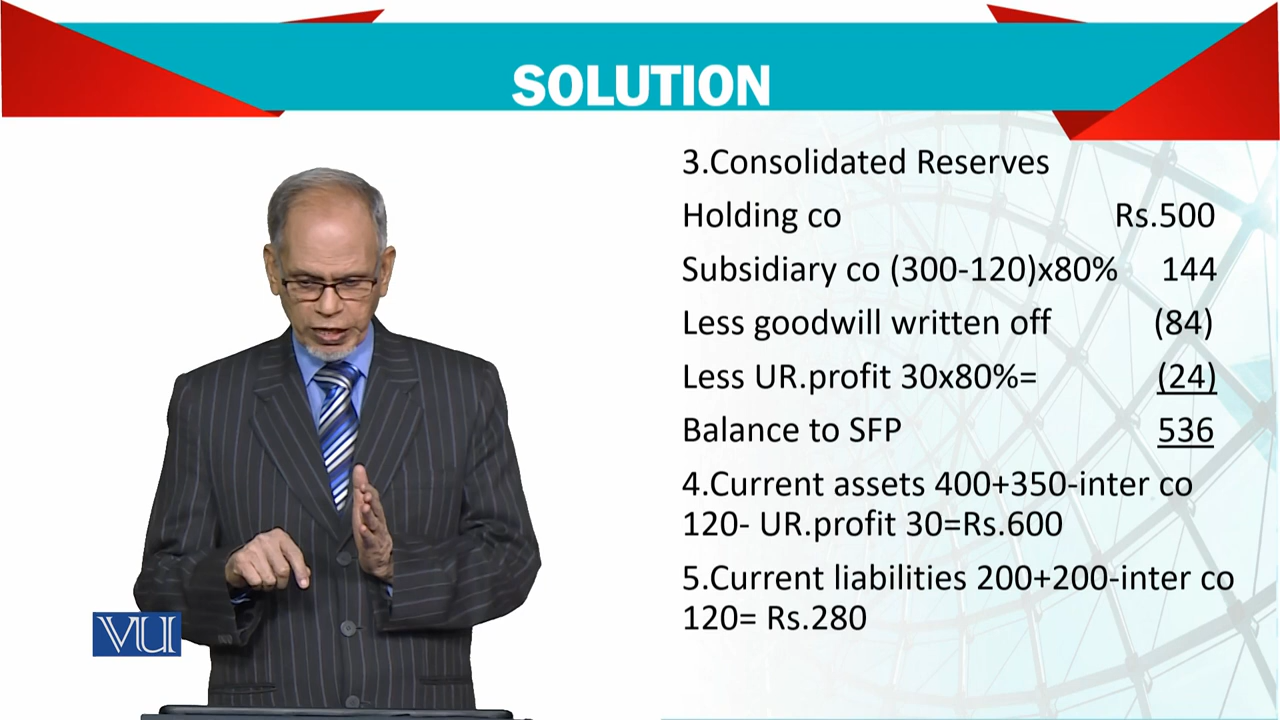 SOLUTION
3.Consolidated Reserves
Holding co Rs.500
Subsidiary co (300-120)x80% 144
Less goodwill written off (84)
Less UR.profit 30x80%= (24)
Balance to SFP 536
4.Current assets 400+350-inter co
120- UR.profit 30=Rs.600
5.Current liabilities 200+200-inter co
120= Rs.280
VU